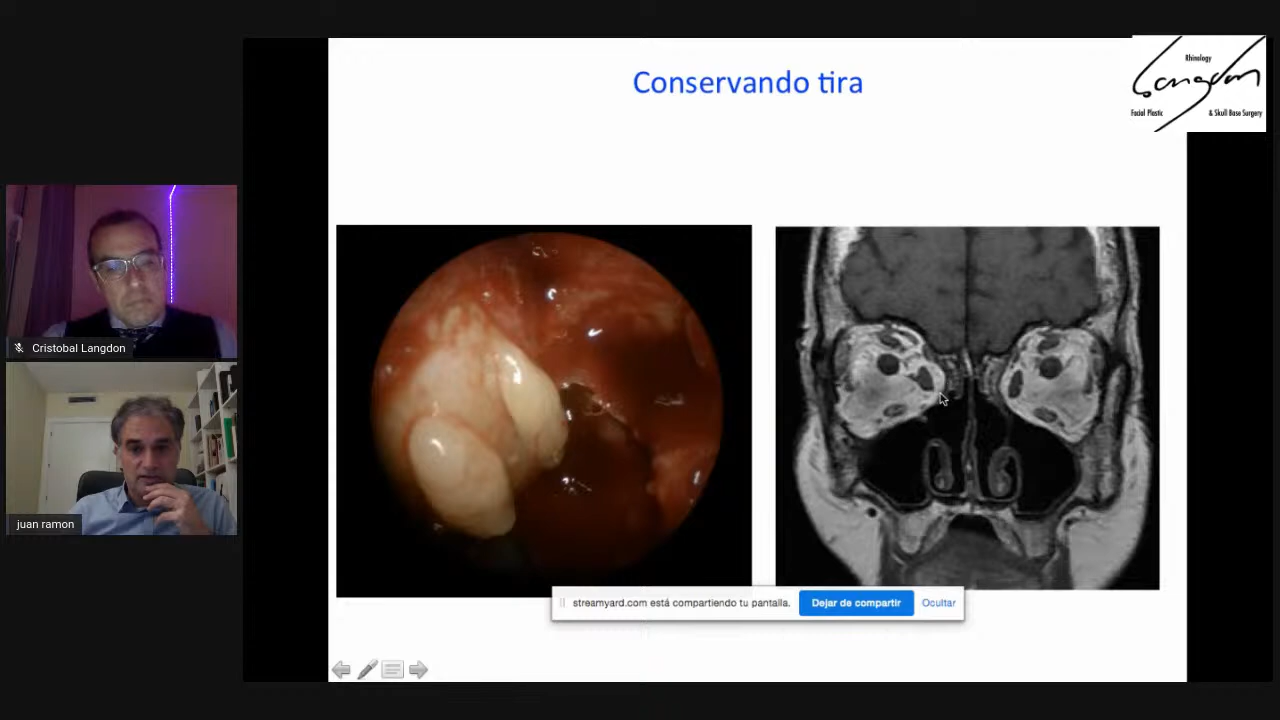 Conservando tira
Rhinology
Langdon
Facial Plastic & Skull Base Surgery
Cristobal Langdon
juan ramon
streamyard.com está compartiendo tu pantalla. Dejar de compartir Ocultar